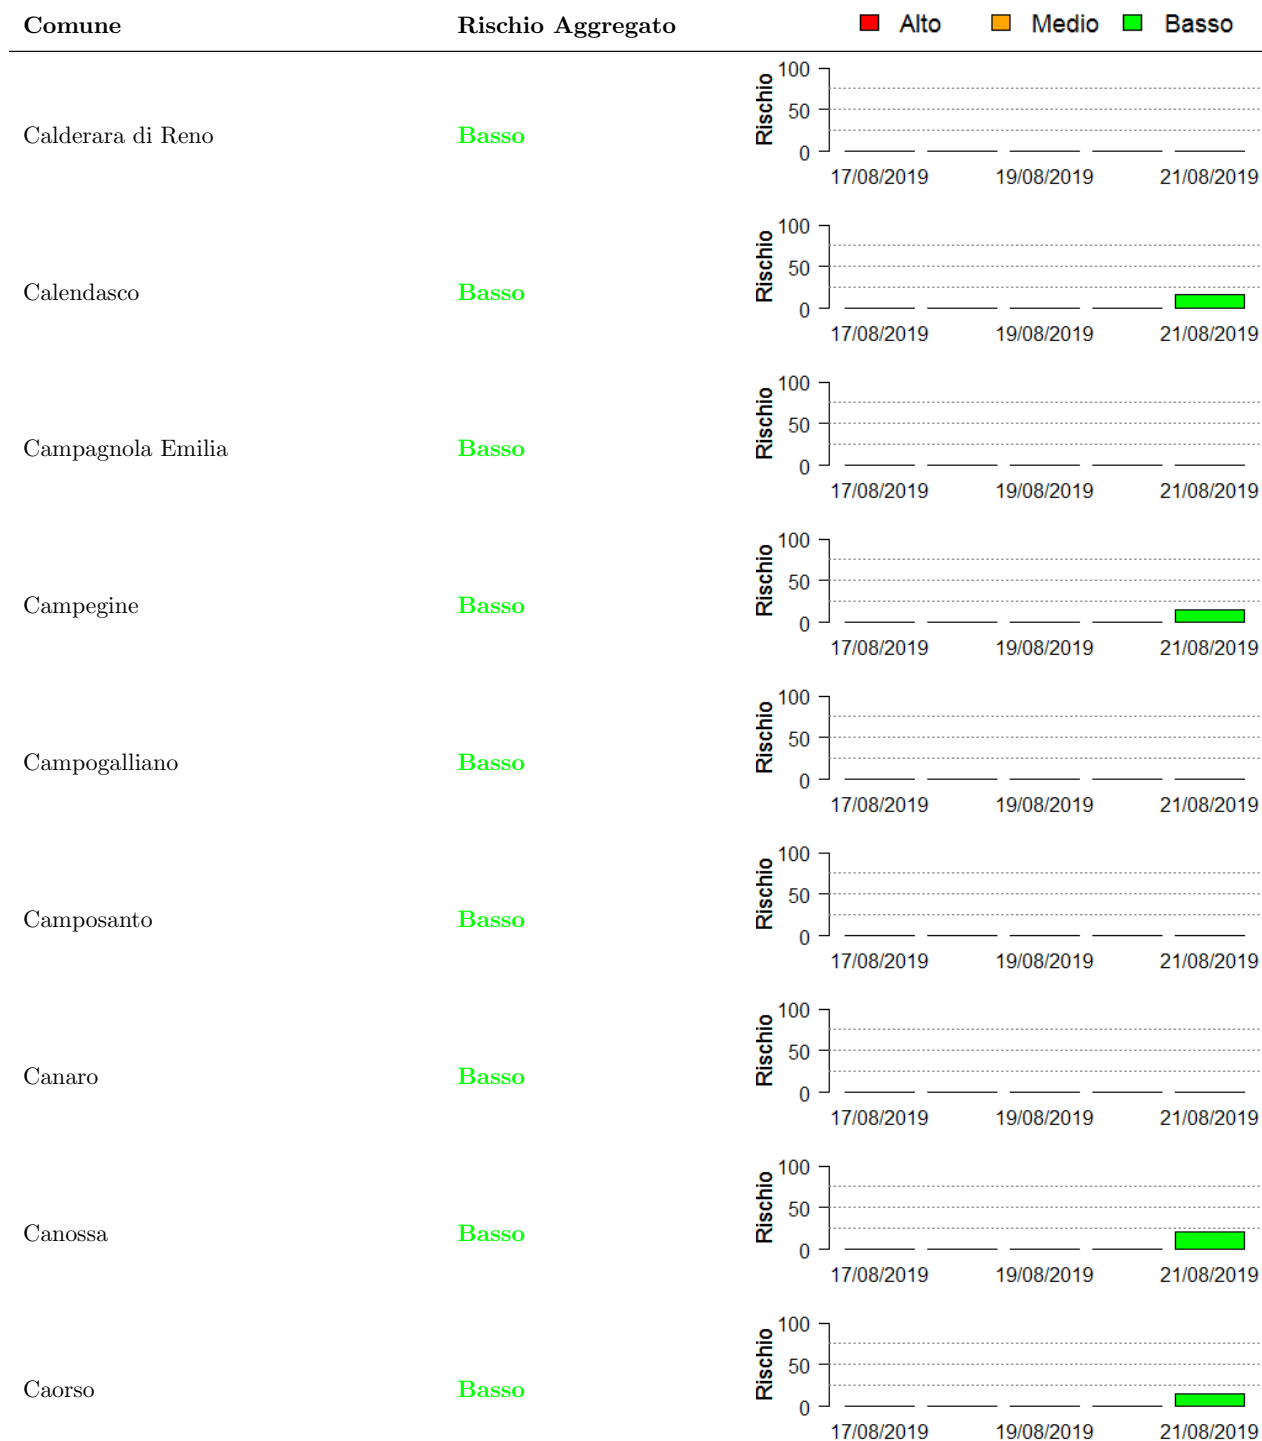 Comune Rischio Aggregato Alto Medio Basso
100
50
0
Rischio
Calderara di Reno Basso
17/08/2019 19/08/2019 21/08/2019
100
50
0
Rischio
Calendasco Basso
17/08/2019 19/08/2019 21/08/2019
100
50
0
Rischio
Campagnola Emilia Basso
17/08/2019 19/08/2019 21/08/2019
100
50
0
Rischio
Campegine Basso
17/08/2019 19/08/2019 21/08/2019
100
50
0
Rischio
Campogalliano Basso
17/08/2019 19/08/2019 21/08/2019
100
50
0
Rischio
Camposanto Basso
17/08/2019 19/08/2019 21/08/2019
100
50
0
Rischio
Canaro Basso
17/08/2019 19/08/2019 21/08/2019
100
50
0
Rischio
Canossa Basso
17/08/2019 19/08/2019 21/08/2019
100
50
0
Rischio
Caorso Basso
17/08/2019 19/08/2019 21/08/2019